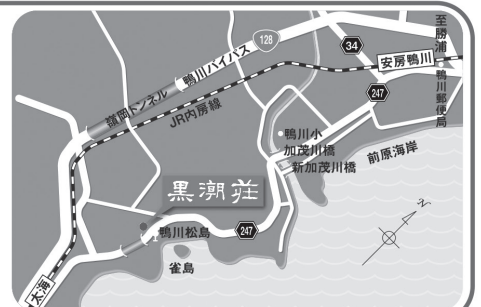 至勝浦
128
鴨川バイパス
34
安房鴨川
鴨川郵便局
247
嶺岡トンネル
JR内房線
鴨川小
加茂川橋
新加茂川橋
前原海岸
黒潮荘
鴨川松島
247
雀島
太海
N